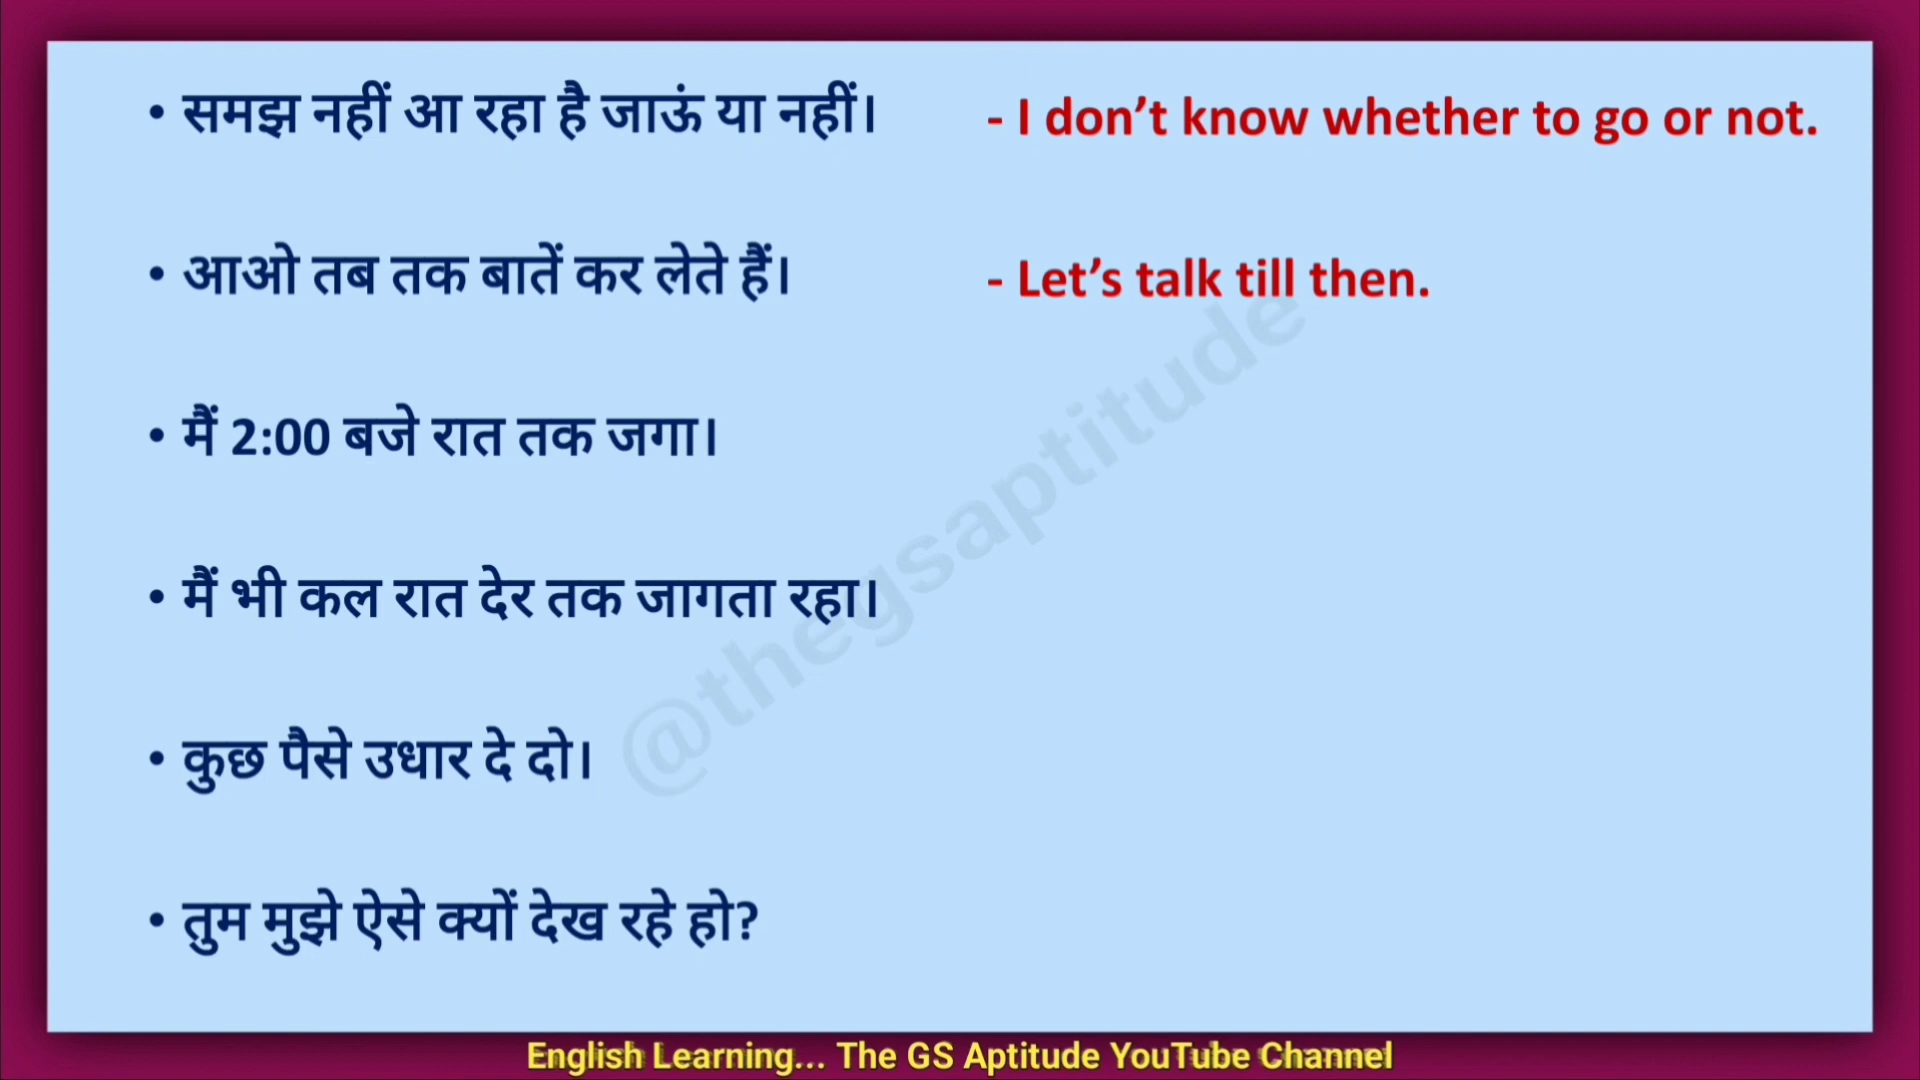 • समझ नहीं आ रहा है जाऊं या नहीं। - I don’t know whether to go or not.
• आओ तब तक बातें कर लेते हैं। - Let’s talk till then.
• मैं 2:00 बजे रात तक जगा।
• मैं भी कल रात देर तक जागता रहा।
• कुछ पैसे उधार दे दो।
• तुम मुझे ऐसे क्यों देख रहे हो?
@thegsaptitude
English Learning... The GS Aptitude YouTube Channel